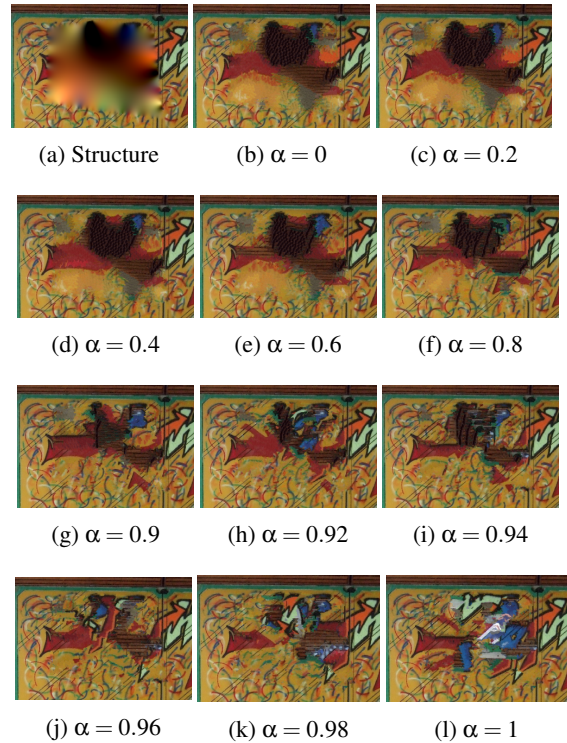 (a) Structure (b) α = 0 (c) α = 0.2
(d) α = 0.4 (e) α = 0.6 (f) α = 0.8
(g) α = 0.9 (h) α = 0.92 (i) α = 0.94
(j) α = 0.96 (k) α = 0.98 (l) α = 1